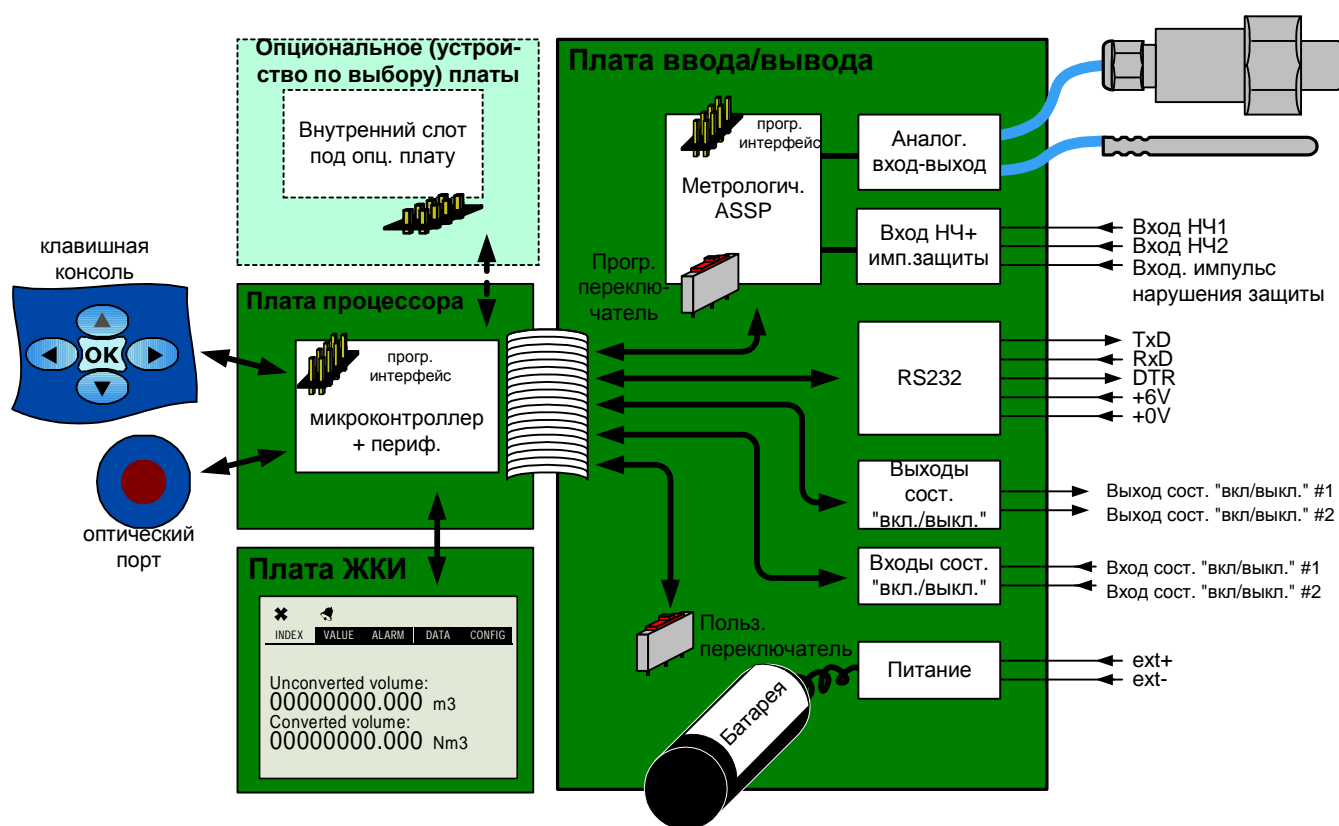 Опциональное (устрой-
ство по выбору) платы
Внутренний слот
под опц. плату
клавишная
консоль
OK
оптический
порт
Плата процессора
прогр.
интерфейс
микроконтроллер
+ периф.
Плата ЖКИ
INDEX VALUE ALARM DATA CONFIG
Unconverted volume:
00000000.000 m3
Converted volume:
00000000.000 Nm3
Плата ввода/вывода
прогр.
интерфейс
Метрологич.
ASSP
Прогр.
переклю-
чатель
Аналог.
вход-выход
Вход НЧ+
имп.защиты
Вход НЧ1
Вход НЧ2
Вход. импульс
нарушения защиты
RS232
TxD
RxD
DTR
+6V
+0V
Выходы
сост.
"вкл./выкл."
Выход сост. "вкл/выкл." #1
Выход сост. "вкл/выкл." #2
Входы сост.
"вкл./выкл."
Вход сост. "вкл/выкл." #1
Вход сост. "вкл/выкл." #2
Польз.
переключатель
Питание
ext+
ext-
Батарея